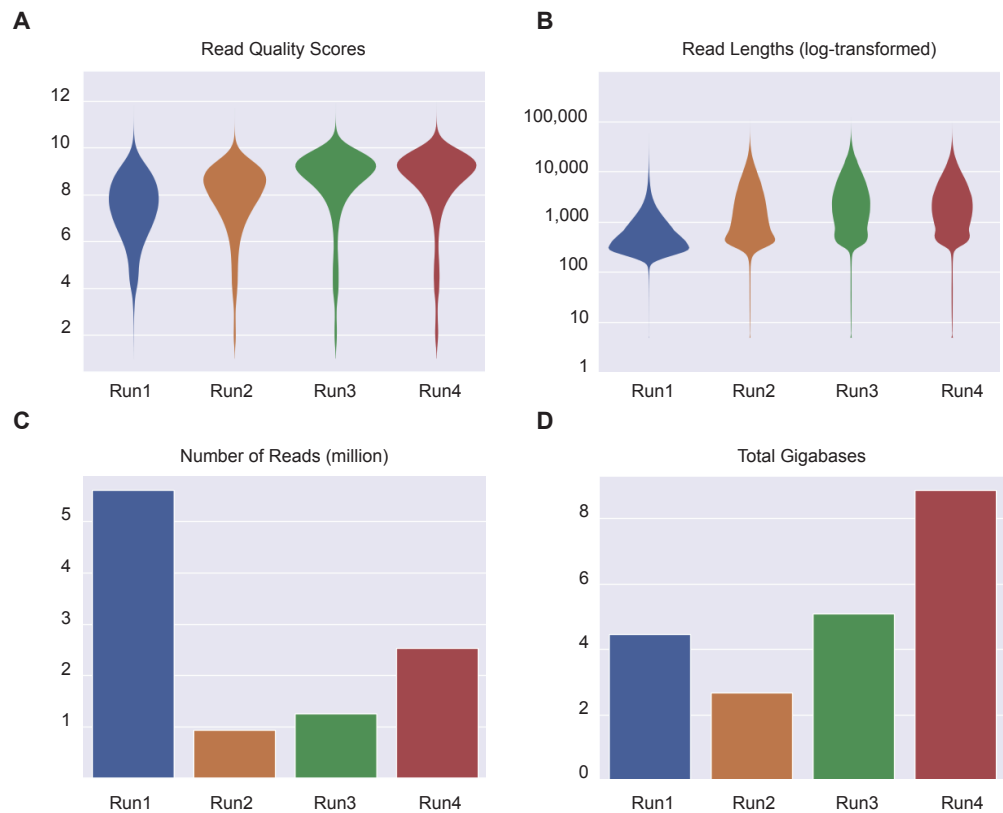 A
Read Quality Scores
12
10
8
6
4
2
Run1 Run2 Run3 Run4
B
Read Lengths (log-transformed)
100,000
10,000
1,000
100
10
1
Run1 Run2 Run3 Run4
C
Number of Reads (million)
5
4
3
2
1
Run1 Run2 Run3 Run4
D
Total Gigabases
8
6
4
2
0
Run1 Run2 Run3 Run4